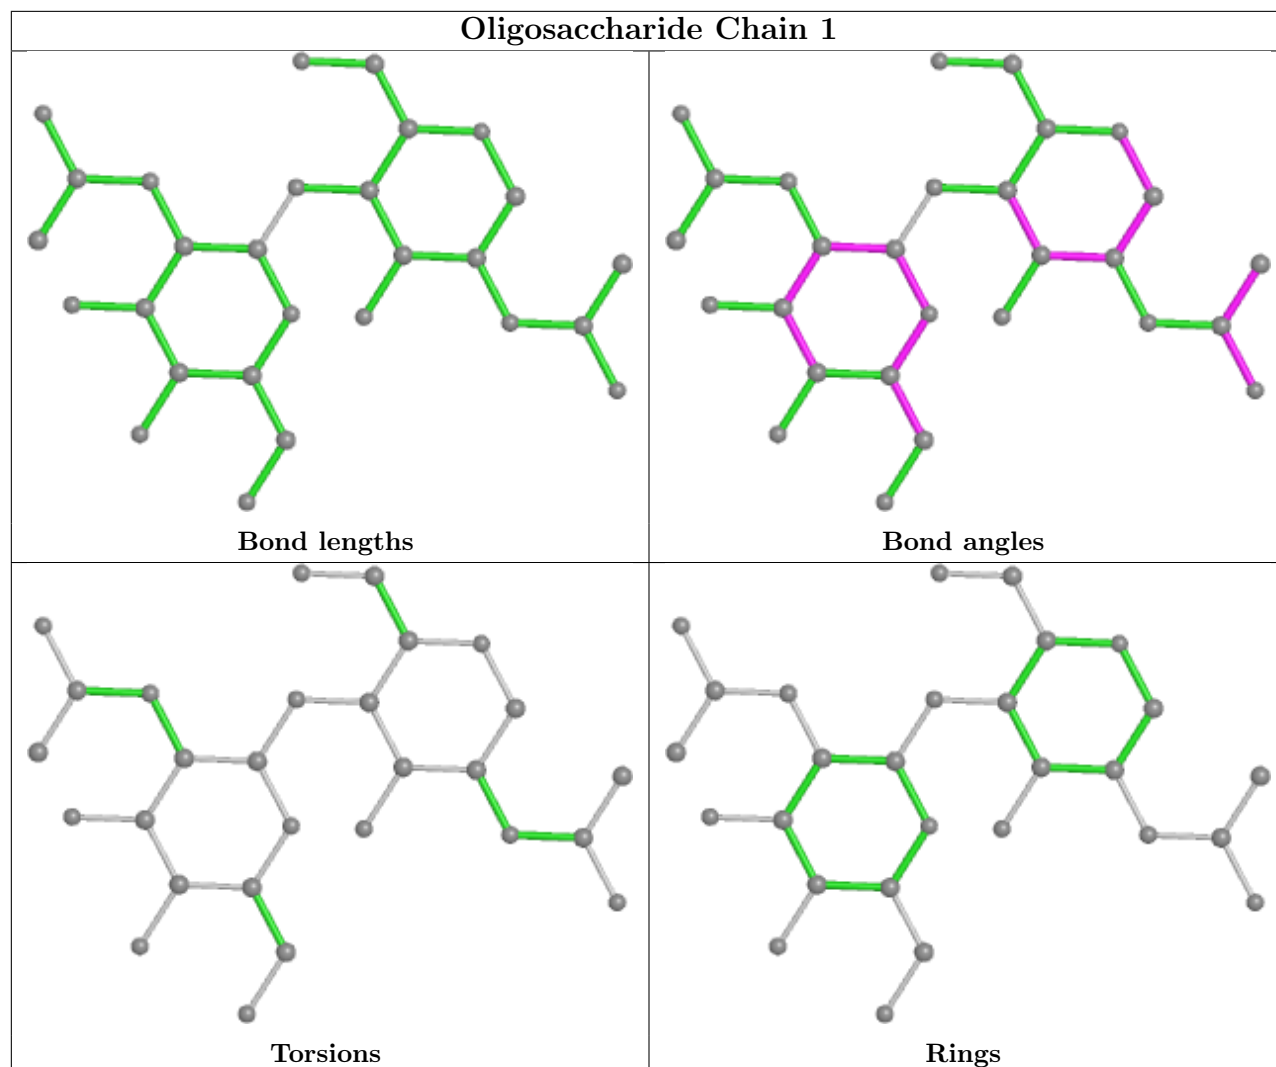 Oligosaccharide Chain 1
Bond lengths
Bond angles
Torsions
Rings